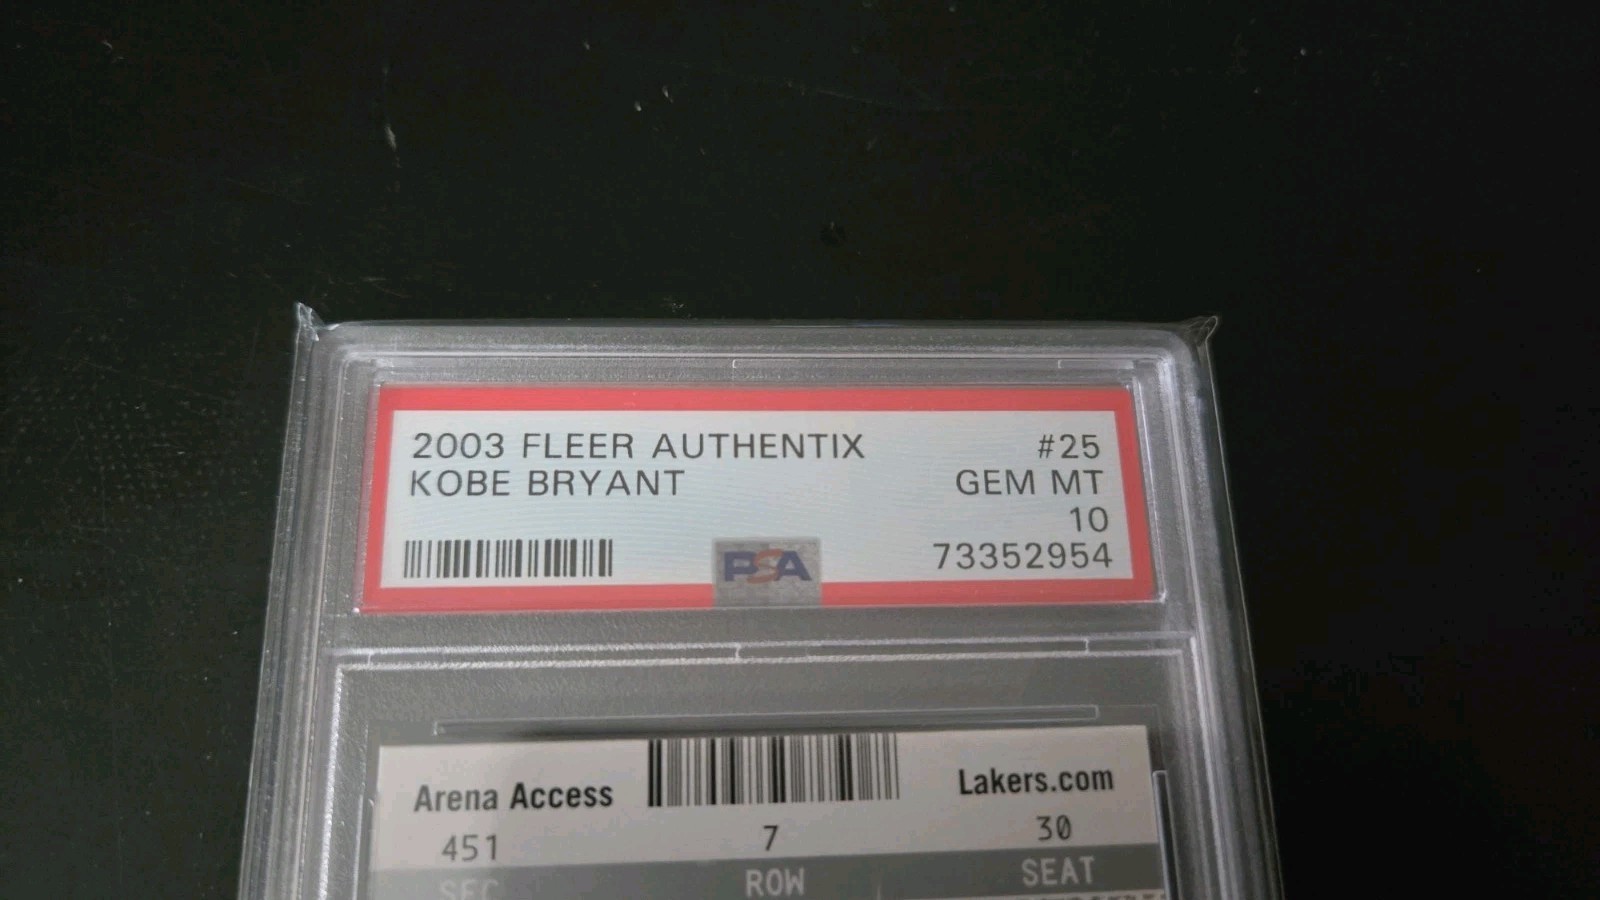 2003 FLEER AUTHENTIX #25
KOBE BRYANT GEM MT
10
PSA 73352954
Arena Access Lakers.com
451 7 30
SEC ROW SEAT